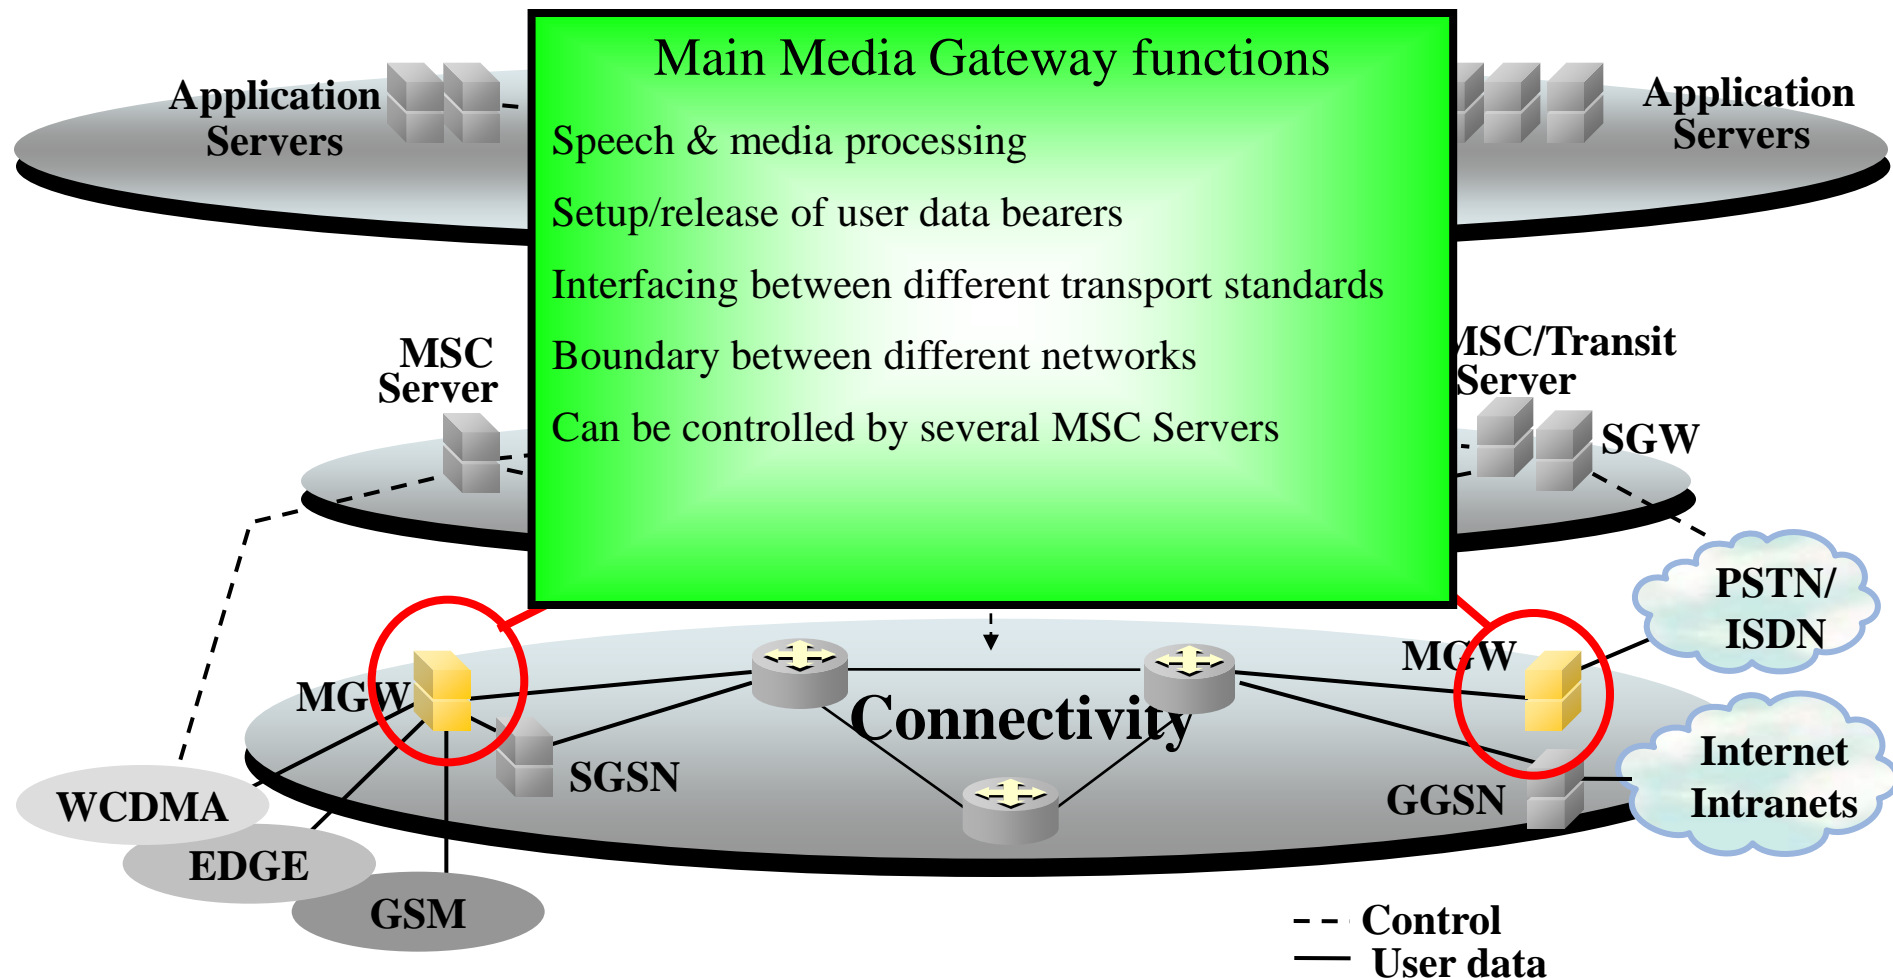 Main Media Gateway functions
Application
Servers
Application
Servers
Speech & media processing
Setup/release of user data bearers
Interfacing between different transport standards
MSC
Server
MSC/Transit
Server
Boundary between different networks
Can be controlled by several MSC Servers
SGW
PSTN/
ISDN
MGW
MGW
Connectivity
SGSN
GGSN
Internet
Intranets
WCDMA
EDGE
GSM
Control
User data